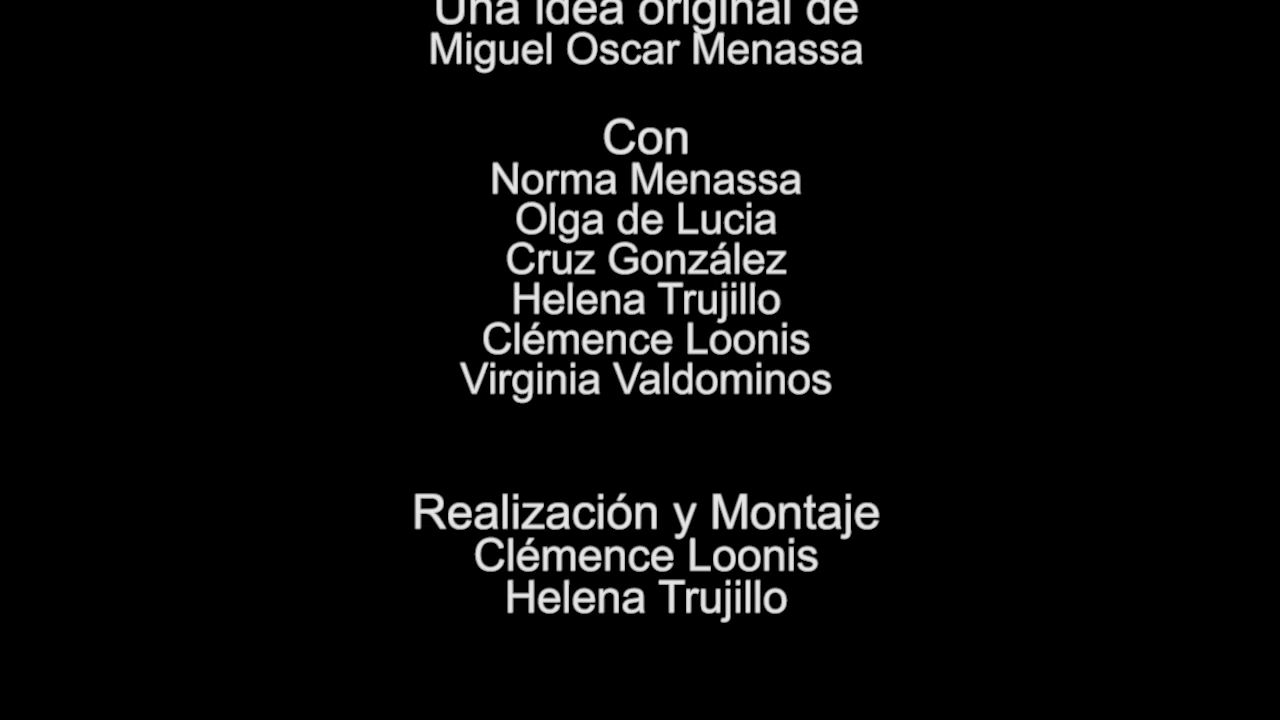 Una idea original de
Miguel Oscar Menassa
Con
Norma Menassa
Olga de Lucia
Cruz González
Helena Trujillo
Clémence Loonis
Virginia Valdominos
Realización y Montaje
Clémence Loonis
Helena Trujillo